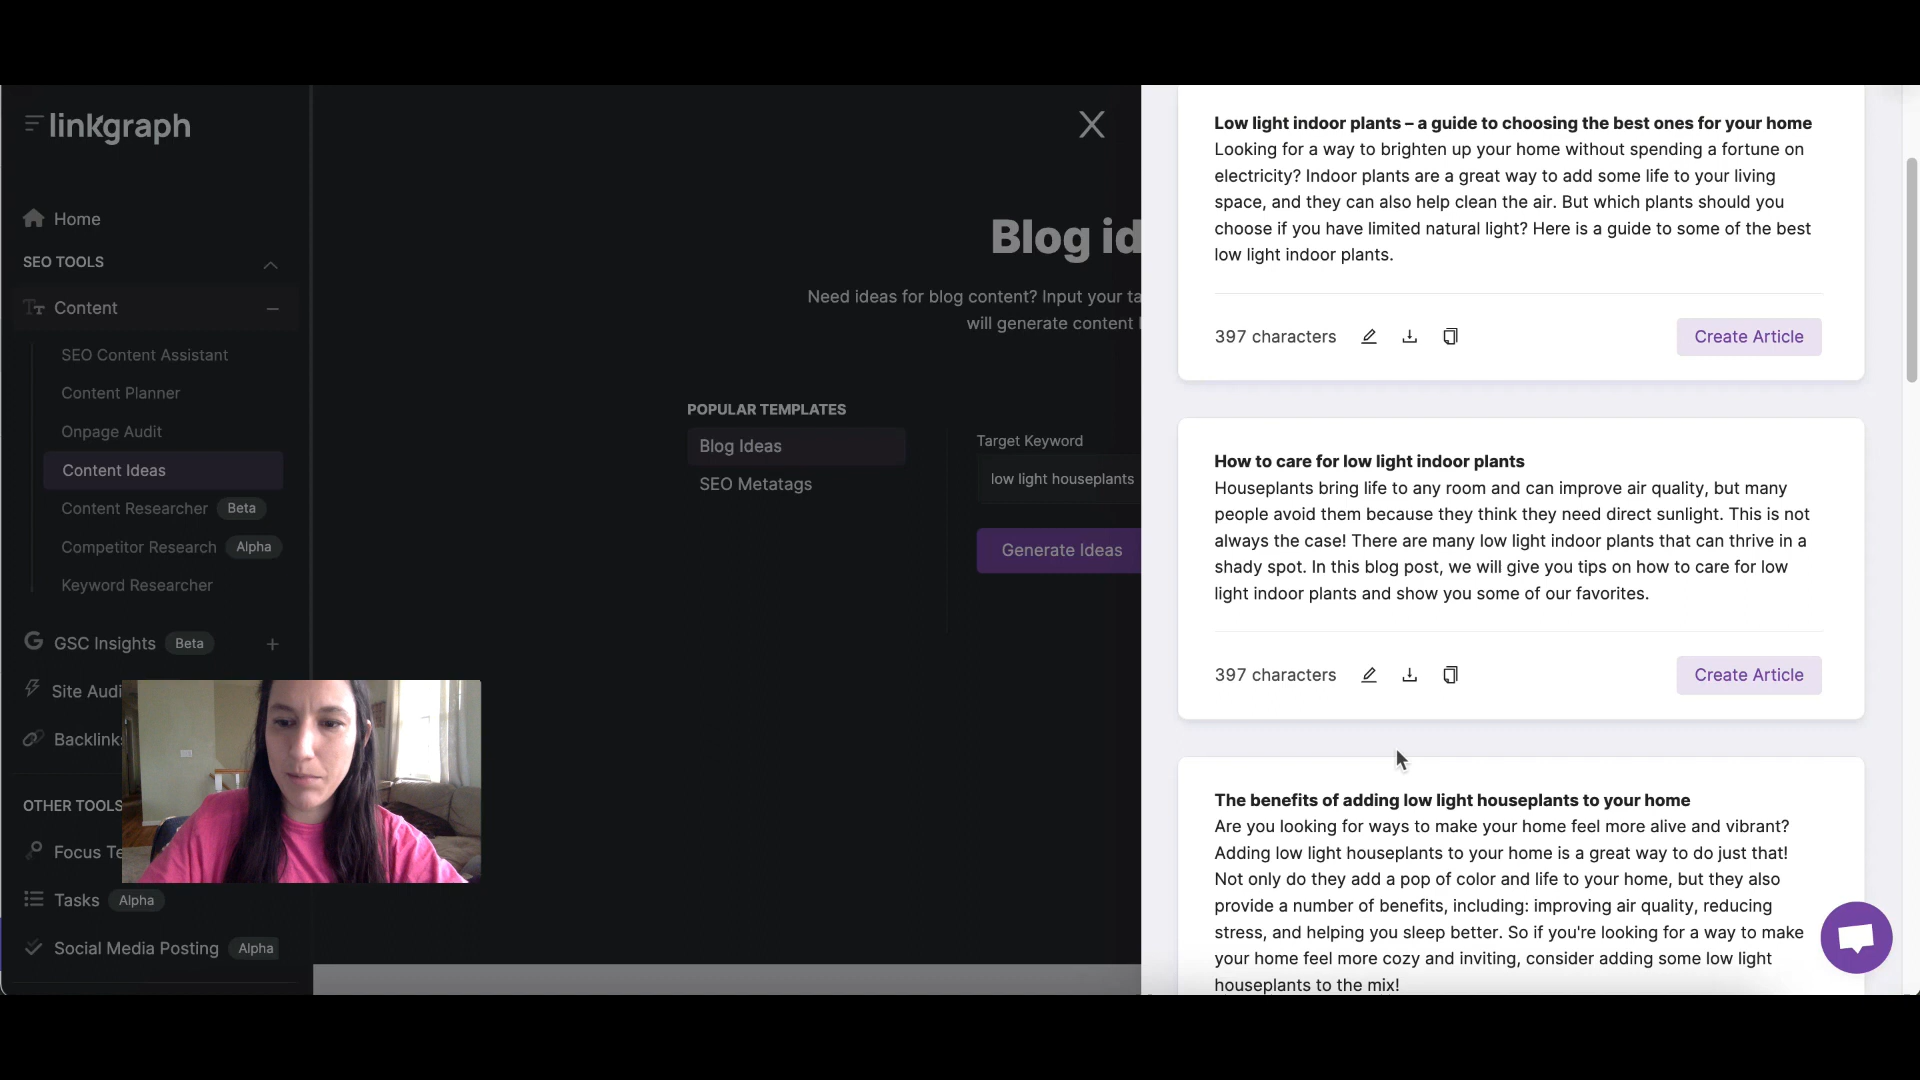 linkgraph
Home
SEO TOOLS
Content
SEO Content Assistant
Content Planner
Onpage Audit
Content Ideas
Content Researcher Beta
Competitor Research Alpha
Keyword Researcher
GSC Insights Beta
Site Audi
Backlinks
OTHER TOOLS
Focus Te
Tasks Alpha
Social Media Posting Alpha
X
Blog id
Need ideas for blog content? Input your ta
will generate content
POPULAR TEMPLATES
Blog Ideas
SEO Metatags
Target Keyword
low light houseplants
Generate Ideas
Low light indoor plants – a guide to choosing the best ones for your home
Looking for a way to brighten up your home without spending a fortune on
electricity? Indoor plants are a great way to add some life to your living
space, and they can also help clean the air. But which plants should you
choose if you have limited natural light? Here is a guide to some of the best
low light indoor plants.
397 characters
Create Article
How to care for low light indoor plants
Houseplants bring life to any room and can improve air quality, but many
people avoid them because they think they need direct sunlight. This is not
always the case! There are many low light indoor plants that can thrive in a
shady spot. In this blog post, we will give you tips on how to care for low
light indoor plants and show you some of our favorites.
397 characters
Create Article
The benefits of adding low light houseplants to your home
Are you looking for ways to make your home feel more alive and vibrant?
Adding low light houseplants to your home is a great way to do just that!
Not only do they add a pop of color and life to your home, but they also
provide a number of benefits, including: improving air quality, reducing
stress, and helping you sleep better. So if you're looking for a way to make
your home feel more cozy and inviting, consider adding some low light
houseplants to the mix!